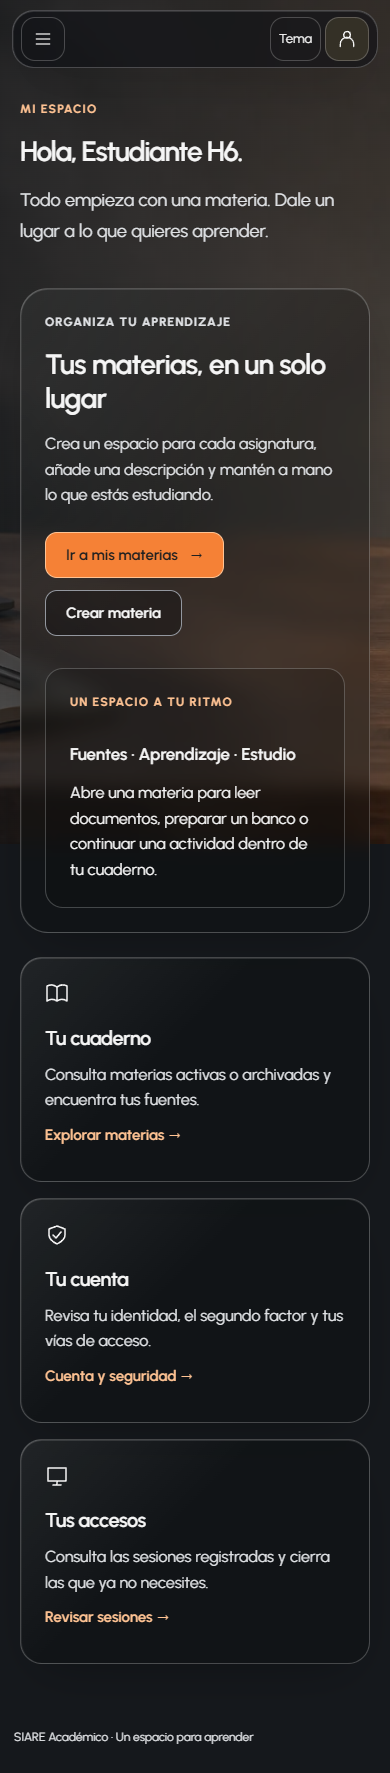 Tema
MI ESPACIO
Hola, Estudiante H6.
Todo empieza con una materia. Dale un
lugar a lo que quieres aprender.
ORGANIZA TU APRENDIZAJE
Tus materias, en un solo
lugar
Crea un espacio para cada asignatura,
añade una descripción y mantén a mano
lo que estás estudiando.
Ir a mis materias →
Crear materia
UN ESPACIO A TU RITMO
Fuentes · Aprendizaje · Estudio
Abre una materia para leer
documentos, preparar un banco o
continuar una actividad dentro de
tu cuaderno.
Tu cuaderno
Consulta materias activas o archivadas y
encuentra tus fuentes.
Explorar materias →
Tu cuenta
Revisa tu identidad, el segundo factor y tus
vías de acceso.
Cuenta y seguridad →
Tus accesos
Consulta las sesiones registradas y cierra
las que ya no necesites.
Revisar sesiones →
SIARE Académico · Un espacio para aprender